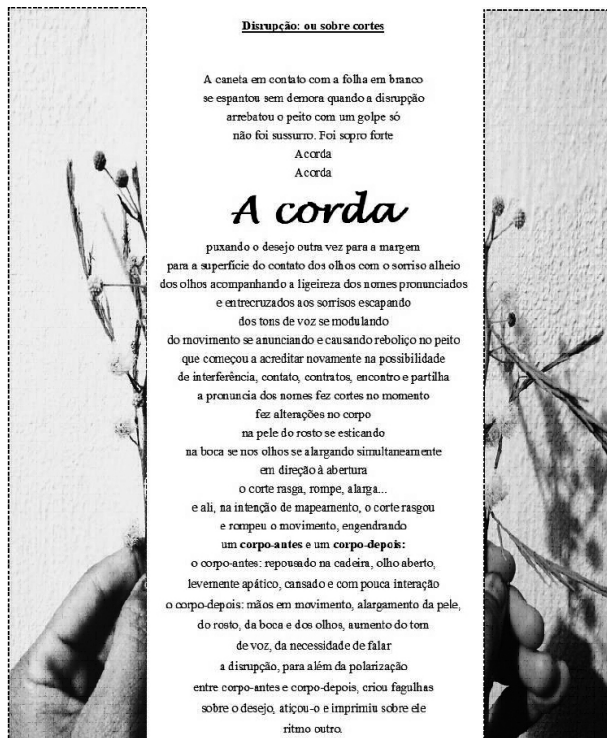 Disrupção: ou sobre cortes
A caneta em contato com a folha em branco
se espantou sem demora quando a disrupção
arrebatou o peito com um golpe só
não foi sussurro. Foi sopro forte
Acorda
Acorda
A corda
puxando o desejo outra vez para a margem
para a superfície do contato dos olhos com o sorriso alheio
dos olhos acompanhando a ligeireza dos nomes pronunciados
e entrecruzados aos sorrisos escapando
dos tons de voz se modulando
do movimento se anunciando e causando reboliço no peito
que começou a acreditar novamente na possibilidade
de interferência, contato, contratos, encontro e partilha
a pronuncia dos nomes fez cortes no momento
fez alterações no corpo
na pele do rosto se esticando
na boca se nos olhos se alargando simultaneamente
em direção à abertura
o corte rasga, rompe, alarga...
e ali, na intenção de mapeamento, o corte rasgou
e rompeu o movimento, engendrando
um corpo-antes e um corpo-depois:
o corpo-antes: repousado na cadeira, olho aberto,
levemente apático, cansado e com pouca interação
o corpo-depois: mãos em movimento, alargamento da pele,
do rosto, da boca e dos olhos, aumento do tom
de voz, da necessidade de falar
a disrupção, para além da polarização
entre corpo-antes e corpo-depois, criou fagulhas
sobre o desejo, atiçou-o e imprimiu sobre ele
ritmo outro.